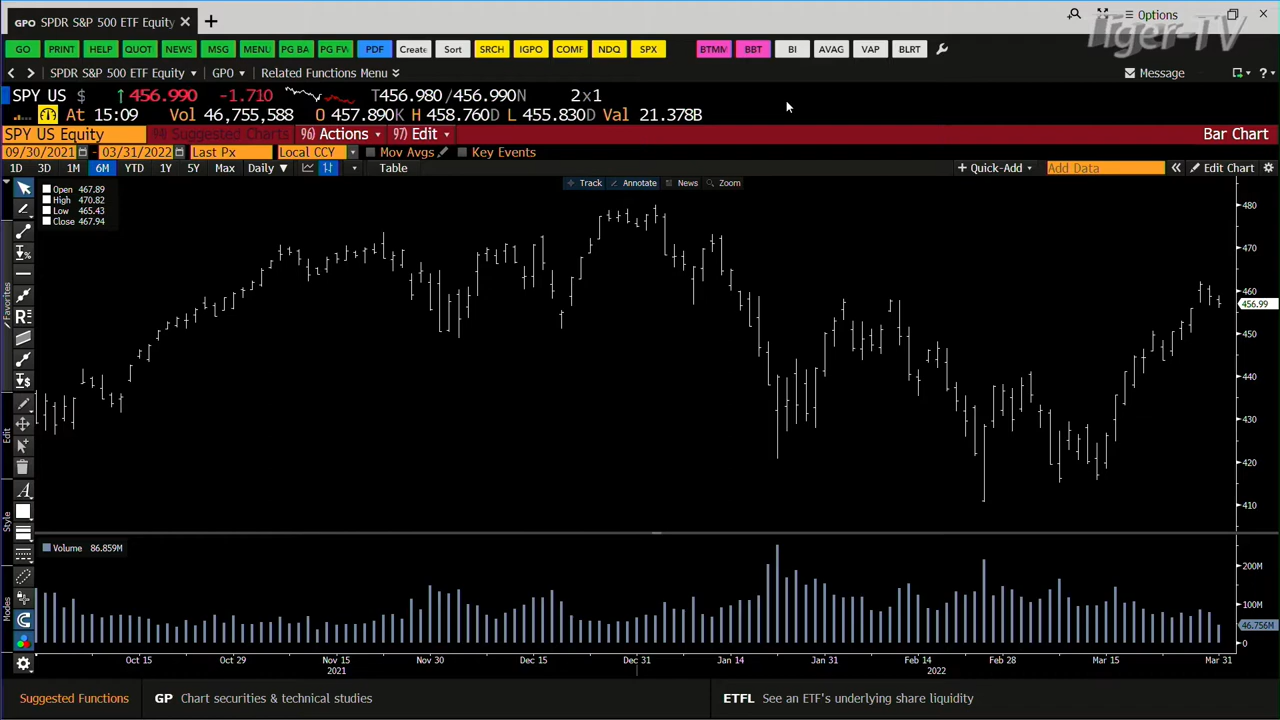 GPO SPDR S&P 500 ETF Equity
Options
Tiger-TV
GO PRINT HELP QUOT NEWS MSG MENU PG BA PG FW PDF Create Sort SRCH IGPO COMF NDQ SPX BTMM BBT BI AVAG VAP BLRT
SPDR S&P 500 ETF Equity GPO Related Functions Menu Message
SPY US $ ↑456.990 -1.710 T456.980/456.990N 2x1
At 15:09 Vol 46,755,588 O 457.890K H 458.760D L 455.830D Val 21.378B
SPY US Equity 94) Suggested Charts 96) Actions 97) Edit Bar Chart
09/30/2021 - 03/31/2022 Last Px Local CCY Mov Avgs Key Events
1D 3D 1M 6M YTD 1Y 5Y Max Daily Table + Quick-Add Add Data Edit Chart
Track Annotate News Zoom
Open 467.89
High 470.82
Low 465.43
Close 467.94
480
470
460
456.99
450
440
430
420
410
Favorites
Edit
Style
Modes
Volume 86.859M
200M
100M
46.756M
0
Oct 15 Oct 29 Nov 15 Nov 30 Dec 15 Dec 31 Jan 14 Jan 31 Feb 14 Feb 28 Mar 15 Mar 31
2021 2022
Suggested Functions GP Chart securities & technical studies ETFL See an ETF's underlying share liquidity